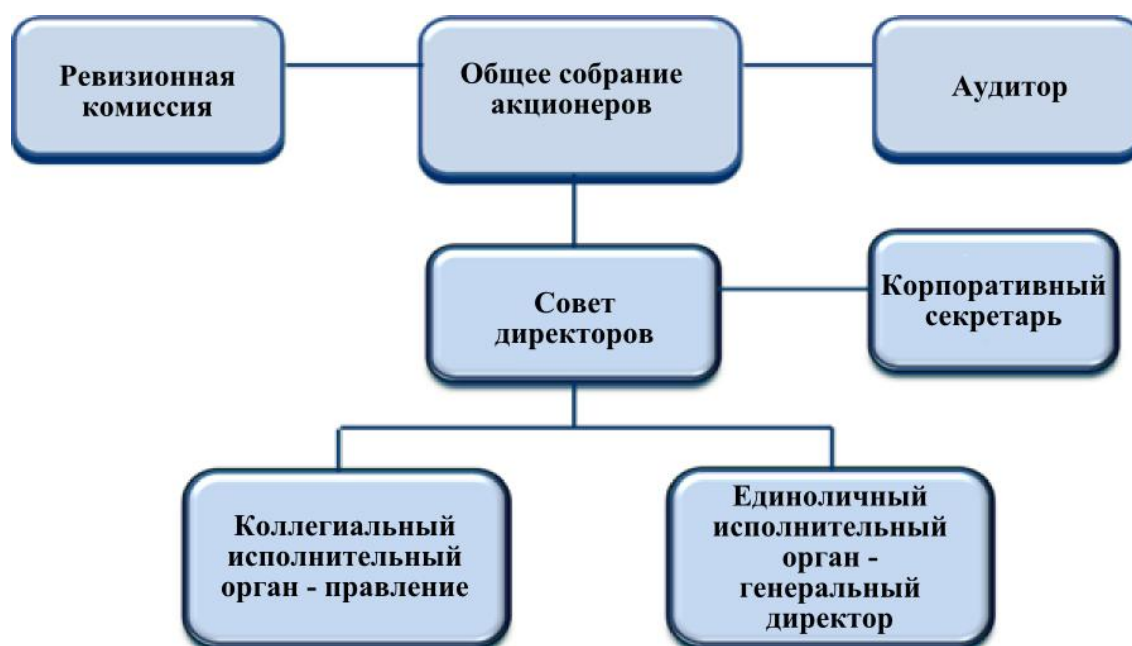 Ревизионная
комиссия
Общее собрание
акционеров
Аудитор
Совет
директоров
Корпоративный
секретарь
Коллегиальный
исполнительный
орган - правление
Единоличный
исполнительный
орган -
генеральный
директор